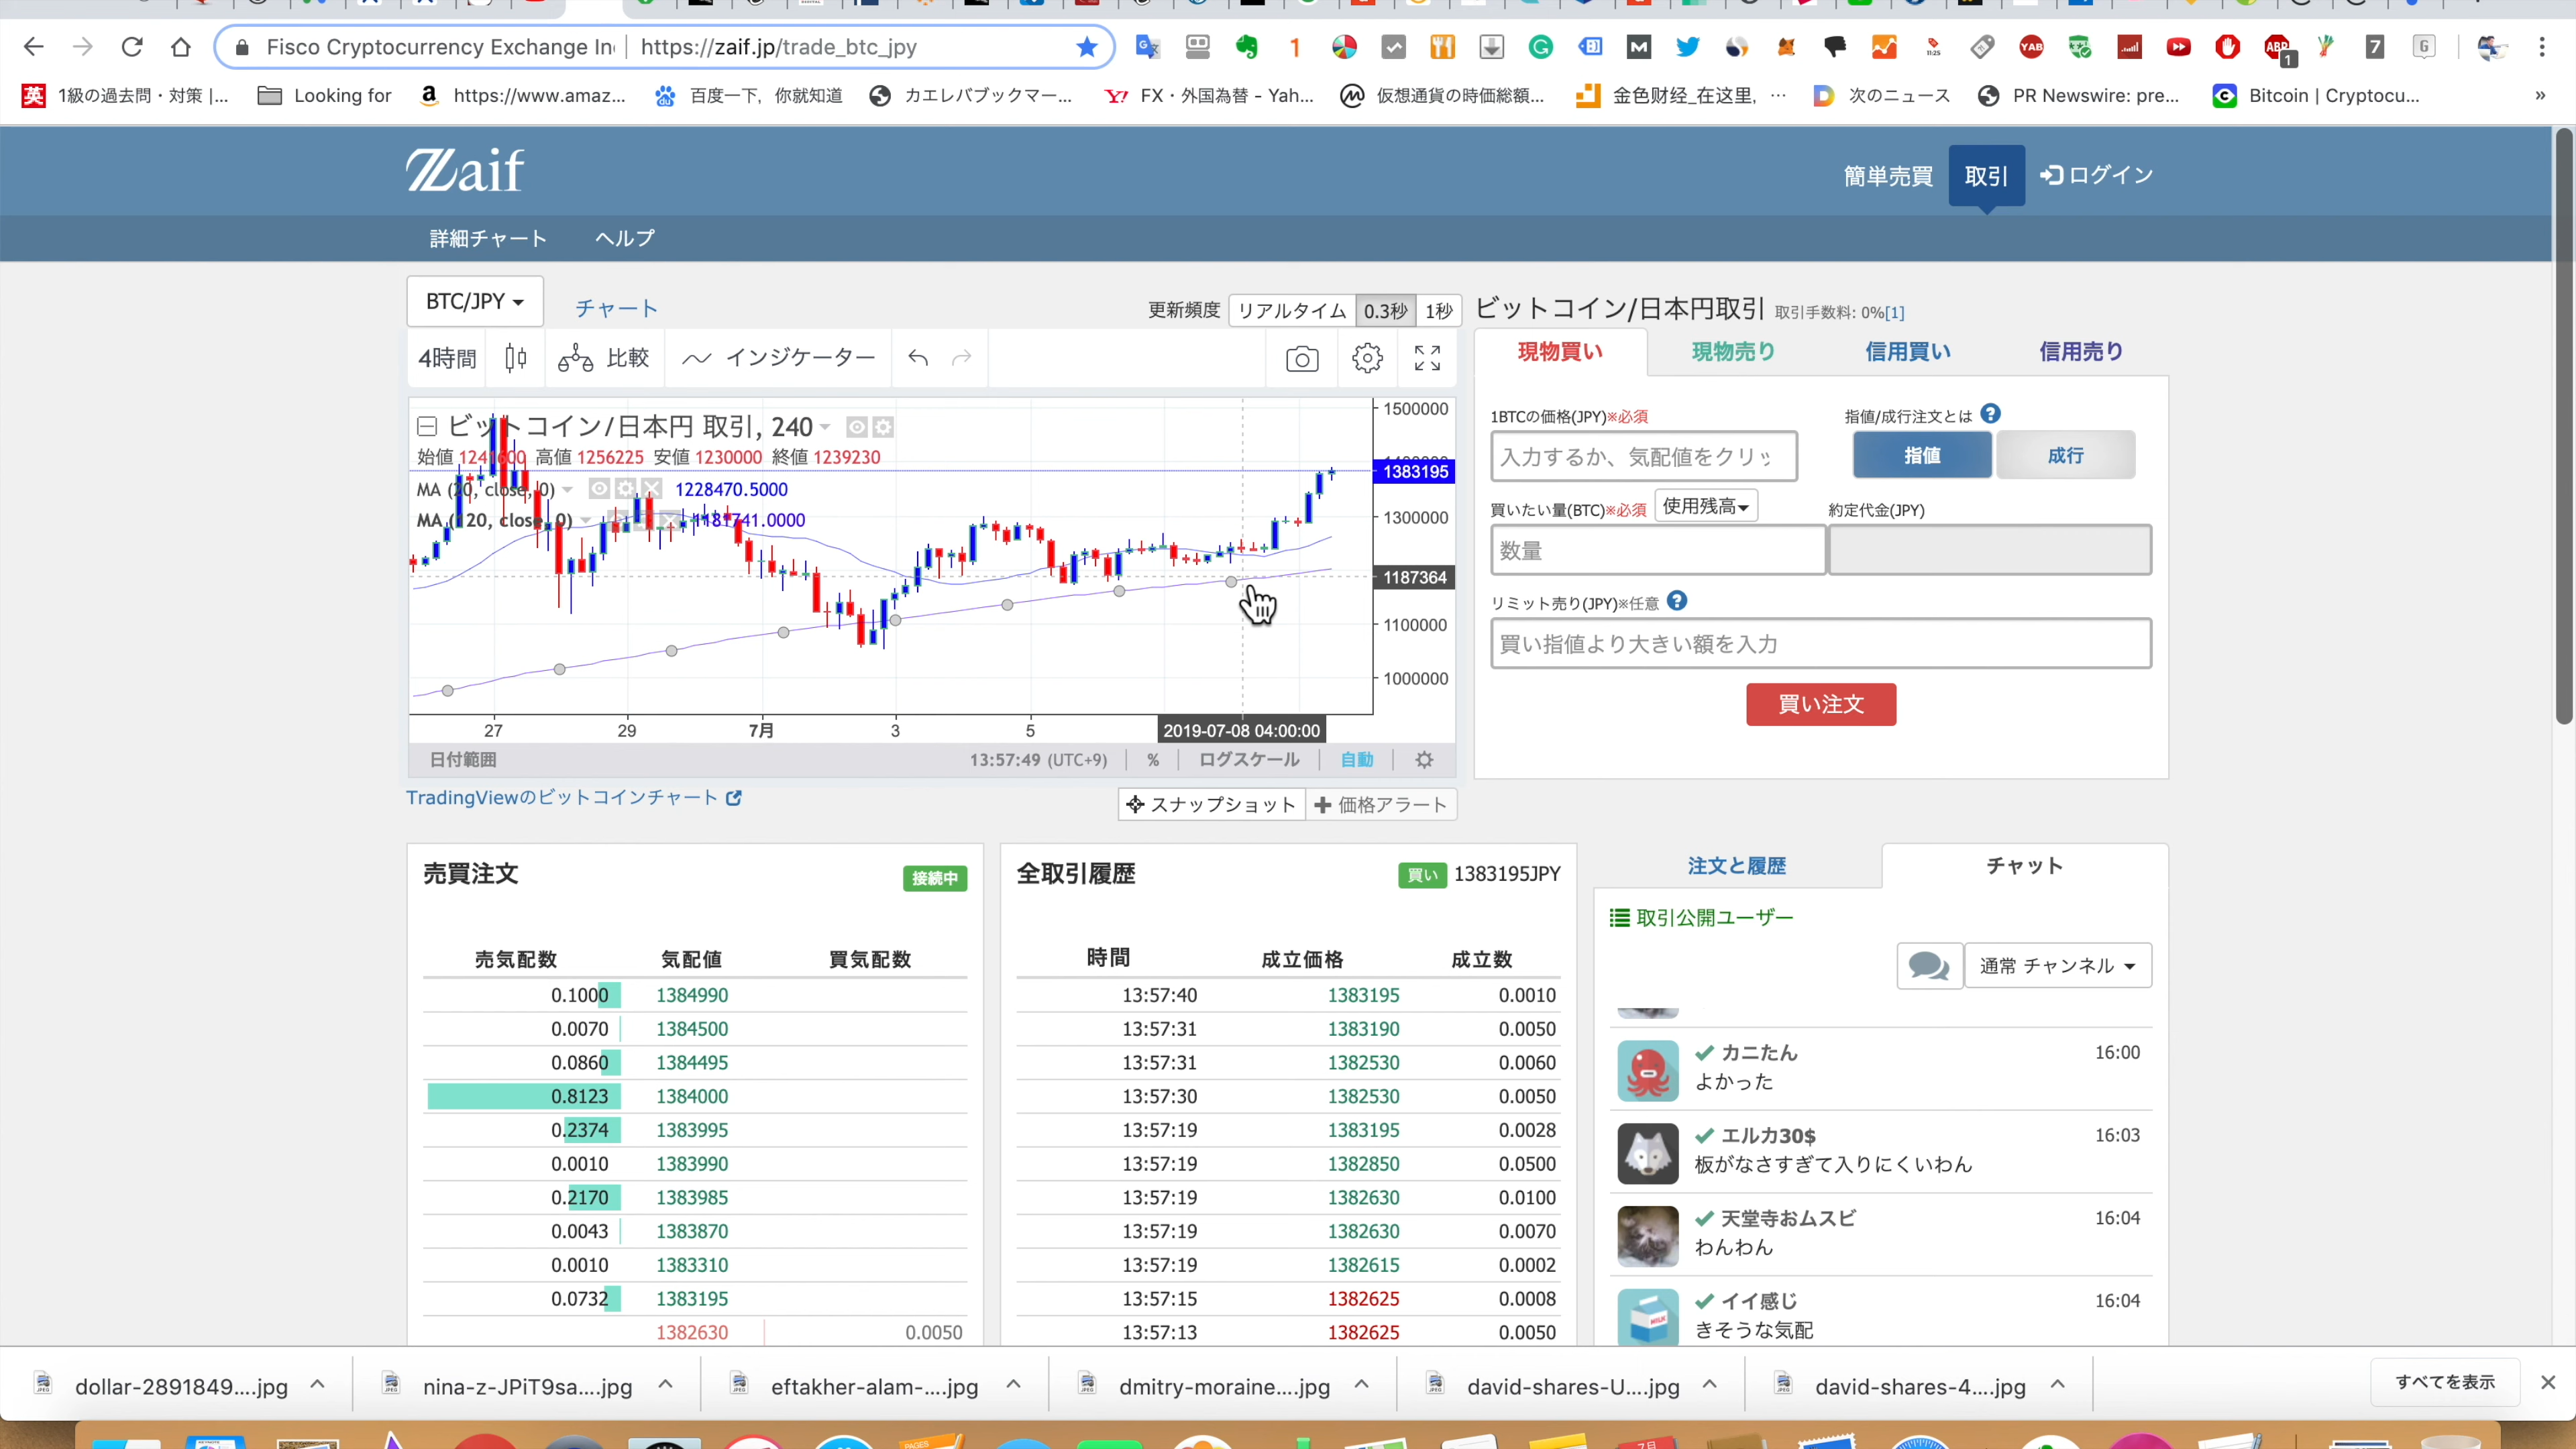 Fisco Cryptocurrency Exchange In
https://zaif.jp/trade_btc_jpy
1級の過去問・対策 |...
Looking for
https://www.amaz...
百度一下，你就知道
カエレバブックマー...
FX・外国為替 - Yah...
仮想通貨の時価総額...
金色财经_在这里, ...
次のニュース
PR Newswire: pre...
Bitcoin | Cryptocu...
»
Zaif
簡単売買 取引 ログイン
詳細チャート ヘルプ
BTC/JPY チャート 更新頻度 リアルタイム 0.3秒 1秒
4時間 比較 インジケーター
ビットコイン/日本円 取引, 240
始値 1241600 高値 1256225 安値 1230000 終値 1239230
MA (20, close, 0) 1228470.5000
MA (120, close, 0) 1181741.0000
1500000
1383195
1300000
1187364
1100000
1000000
27 29 7月 3 5 2019-07-08 04:00:00
日付範囲 13:57:49 (UTC+9) % ログスケール 自動
TradingViewのビットコインチャート
スナップショット 価格アラート
ビットコイン/日本円取引 取引手数料: 0%[1]
現物買い 現物売り 信用買い 信用売り
1BTCの価格(JPY)※必須 指値/成行注文とは
入力するか、気配値をクリッ 指値 成行
買いたい量(BTC)※必須 使用残高 約定代金(JPY)
数量
リミット売り(JPY)※任意
買い指値より大きい額を入力
買い注文
売買注文 接続中
売気配数 気配値 買気配数
0.1000 1384990
0.0070 1384500
0.0860 1384495
0.8123 1384000
0.2374 1383995
0.0010 1383990
0.2170 1383985
0.0043 1383870
0.0010 1383310
0.0732 1383195
1382630 0.0050
全取引履歴 買い 1383195JPY
時間 成立価格 成立数
13:57:40 1383195 0.0010
13:57:31 1383190 0.0050
13:57:31 1382530 0.0060
13:57:30 1382530 0.0050
13:57:19 1383195 0.0028
13:57:19 1382850 0.0500
13:57:19 1382630 0.0100
13:57:19 1382630 0.0070
13:57:19 1382615 0.0002
13:57:15 1382625 0.0008
13:57:13 1382625 0.0050
注文と履歴 チャット
取引公開ユーザー
通常 チャンネル
カニたん 16:00
よかった
エルカ30$ 16:03
板がなさすぎて入りにくいわん
天堂寺おムスビ 16:04
わんわん
イイ感じ 16:04
きそうな気配
dollar-2891849....jpg
nina-z-JPiT9sa....jpg
eftakher-alam-....jpg
dmitry-moraine....jpg
david-shares-U....jpg
david-shares-4....jpg
すべてを表示